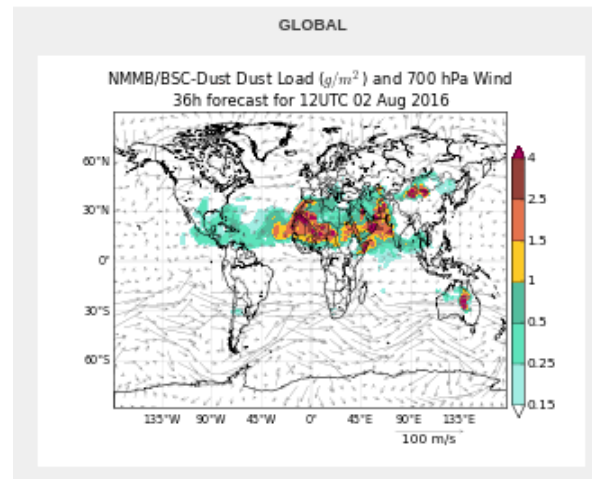 GLOBAL
NMMB/BSC-Dust Dust Load (g/m²) and 700 hPa Wind
36h forecast for 12UTC 02 Aug 2016
60°N
30°N
0°
30°S
60°S
135°W 90°W 45°W 0° 45°E 90°E 135°E
100 m/s
4
2.5
1.5
1
0.5
0.25
0.15